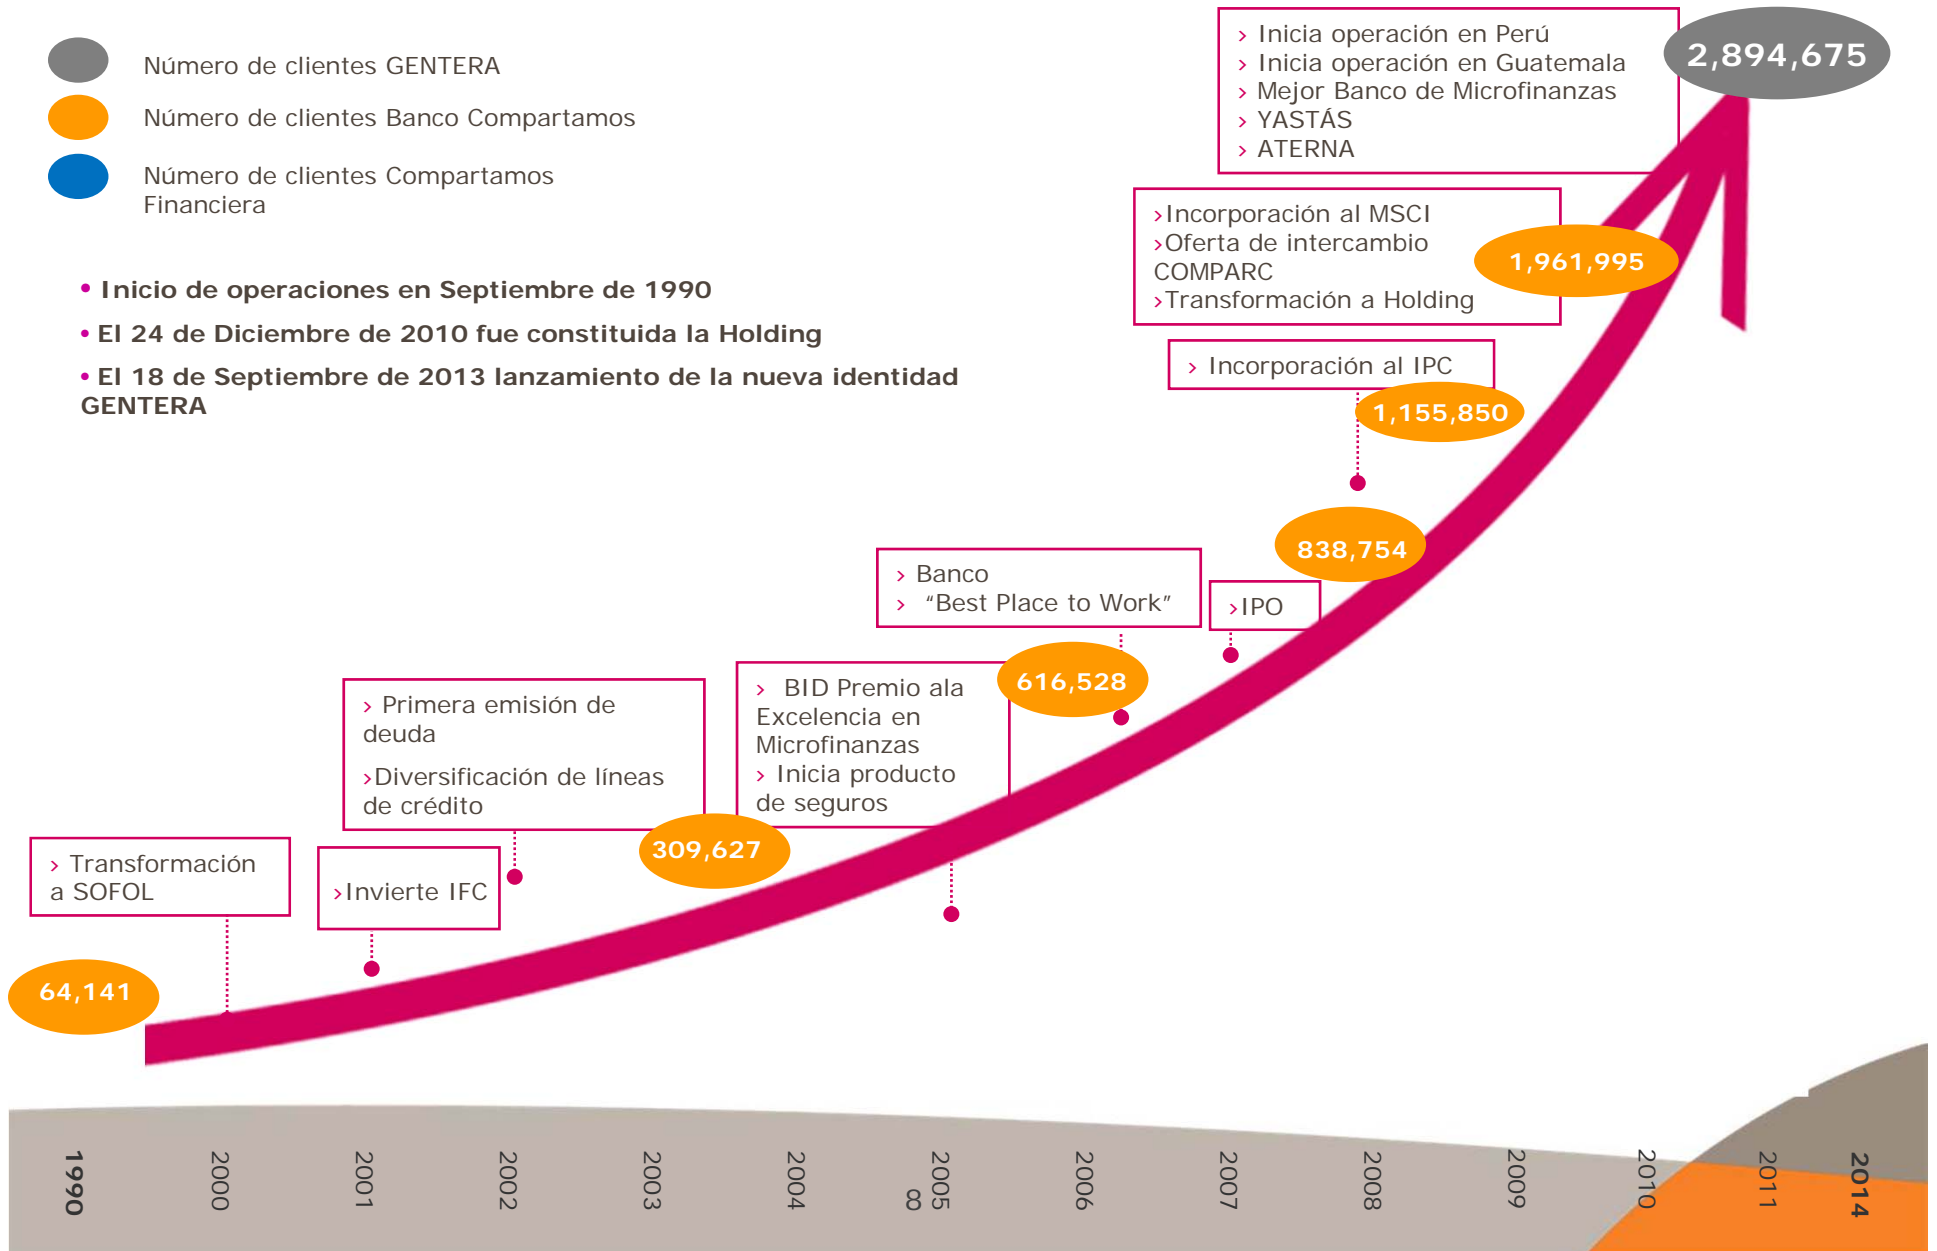 Número de clientes GENTERA
Número de clientes Banco Compartamos
Número de clientes Compartamos
Financiera
• Inicio de operaciones en Septiembre de 1990
• El 24 de Diciembre de 2010 fue constituida la Holding
• El 18 de Septiembre de 2013 lanzamiento de la nueva identidad
GENTERA
› Inicia operación en Perú
› Inicia operación en Guatemala
› Mejor Banco de Microfinanzas
› YASTÁS
› ATERNA
2,894,675
›Incorporación al MSCI
›Oferta de intercambio
COMPARC
›Transformación a Holding
1,961,995
› Incorporación al IPC
1,155,850
838,754
› Banco
› “Best Place to Work”
›IPO
616,528
› BID Premio ala
Excelencia en
Microfinanzas
› Inicia producto
de seguros
› Primera emisión de
deuda
›Diversificación de líneas
de crédito
309,627
› Transformación
a SOFOL
›Invierte IFC
64,141
1990
2000
2001
2002
2003
2004
2005
8
2006
2007
2008
2009
2010
2011
2014